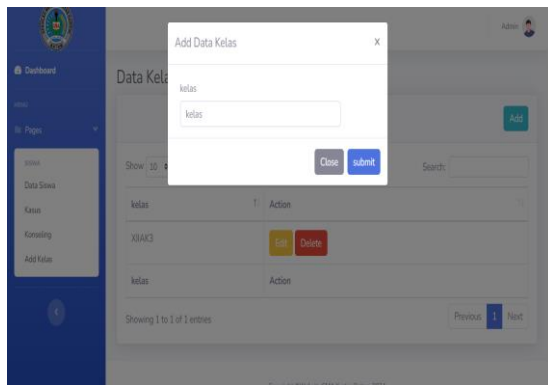 Admin
Add Data Kelas
X
Dashboard
Data Kela
kelas
kelas
Pages
Add
Close
submit
SISWA
Show 10
Search:
Data Siswa
Kasus
kelas
Action
Konseling
Edit
Delete
Add Kelas
kelas
Action
Showing 1 to 1 of 1 entries
Previous
1
Next